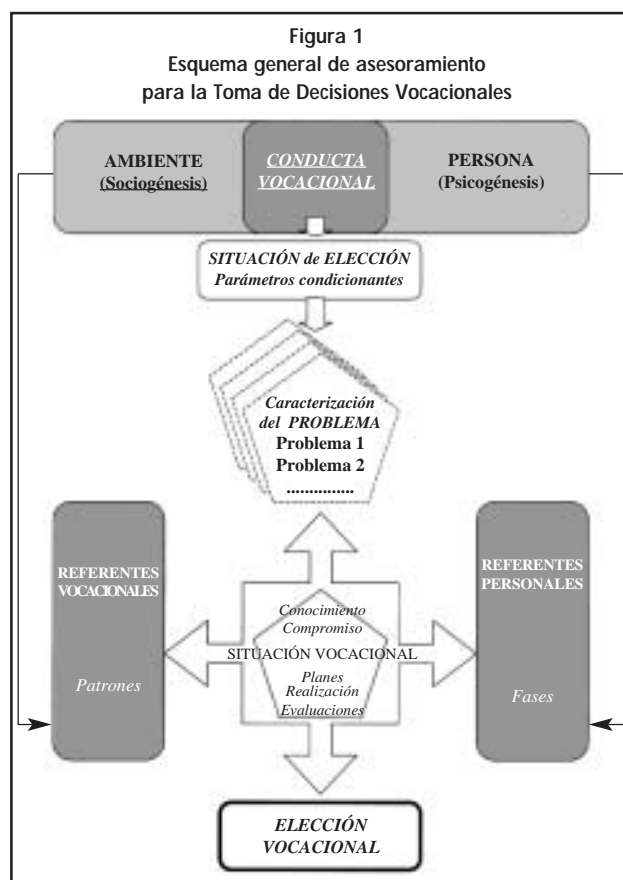 Figura 1
Esquema general de asesoramiento
para la Toma de Decisiones Vocacionales
AMBIENTE
(Sociogénesis)
CONDUCTA
VOCACIONAL
PERSONA
(Psicogénesis)
SITUACIÓN de ELECCIÓN
Parámetros condicionantes
Caracterización
del PROBLEMA
Problema 1
Problema 2
...............
REFERENTES
VOCACIONALES
Patrones
Conocimiento
Compromiso
SITUACIÓN VOCACIONAL
Planes
Realización
Evaluaciones
REFERENTES
PERSONALES
Fases
ELECCIÓN
VOCACIONAL